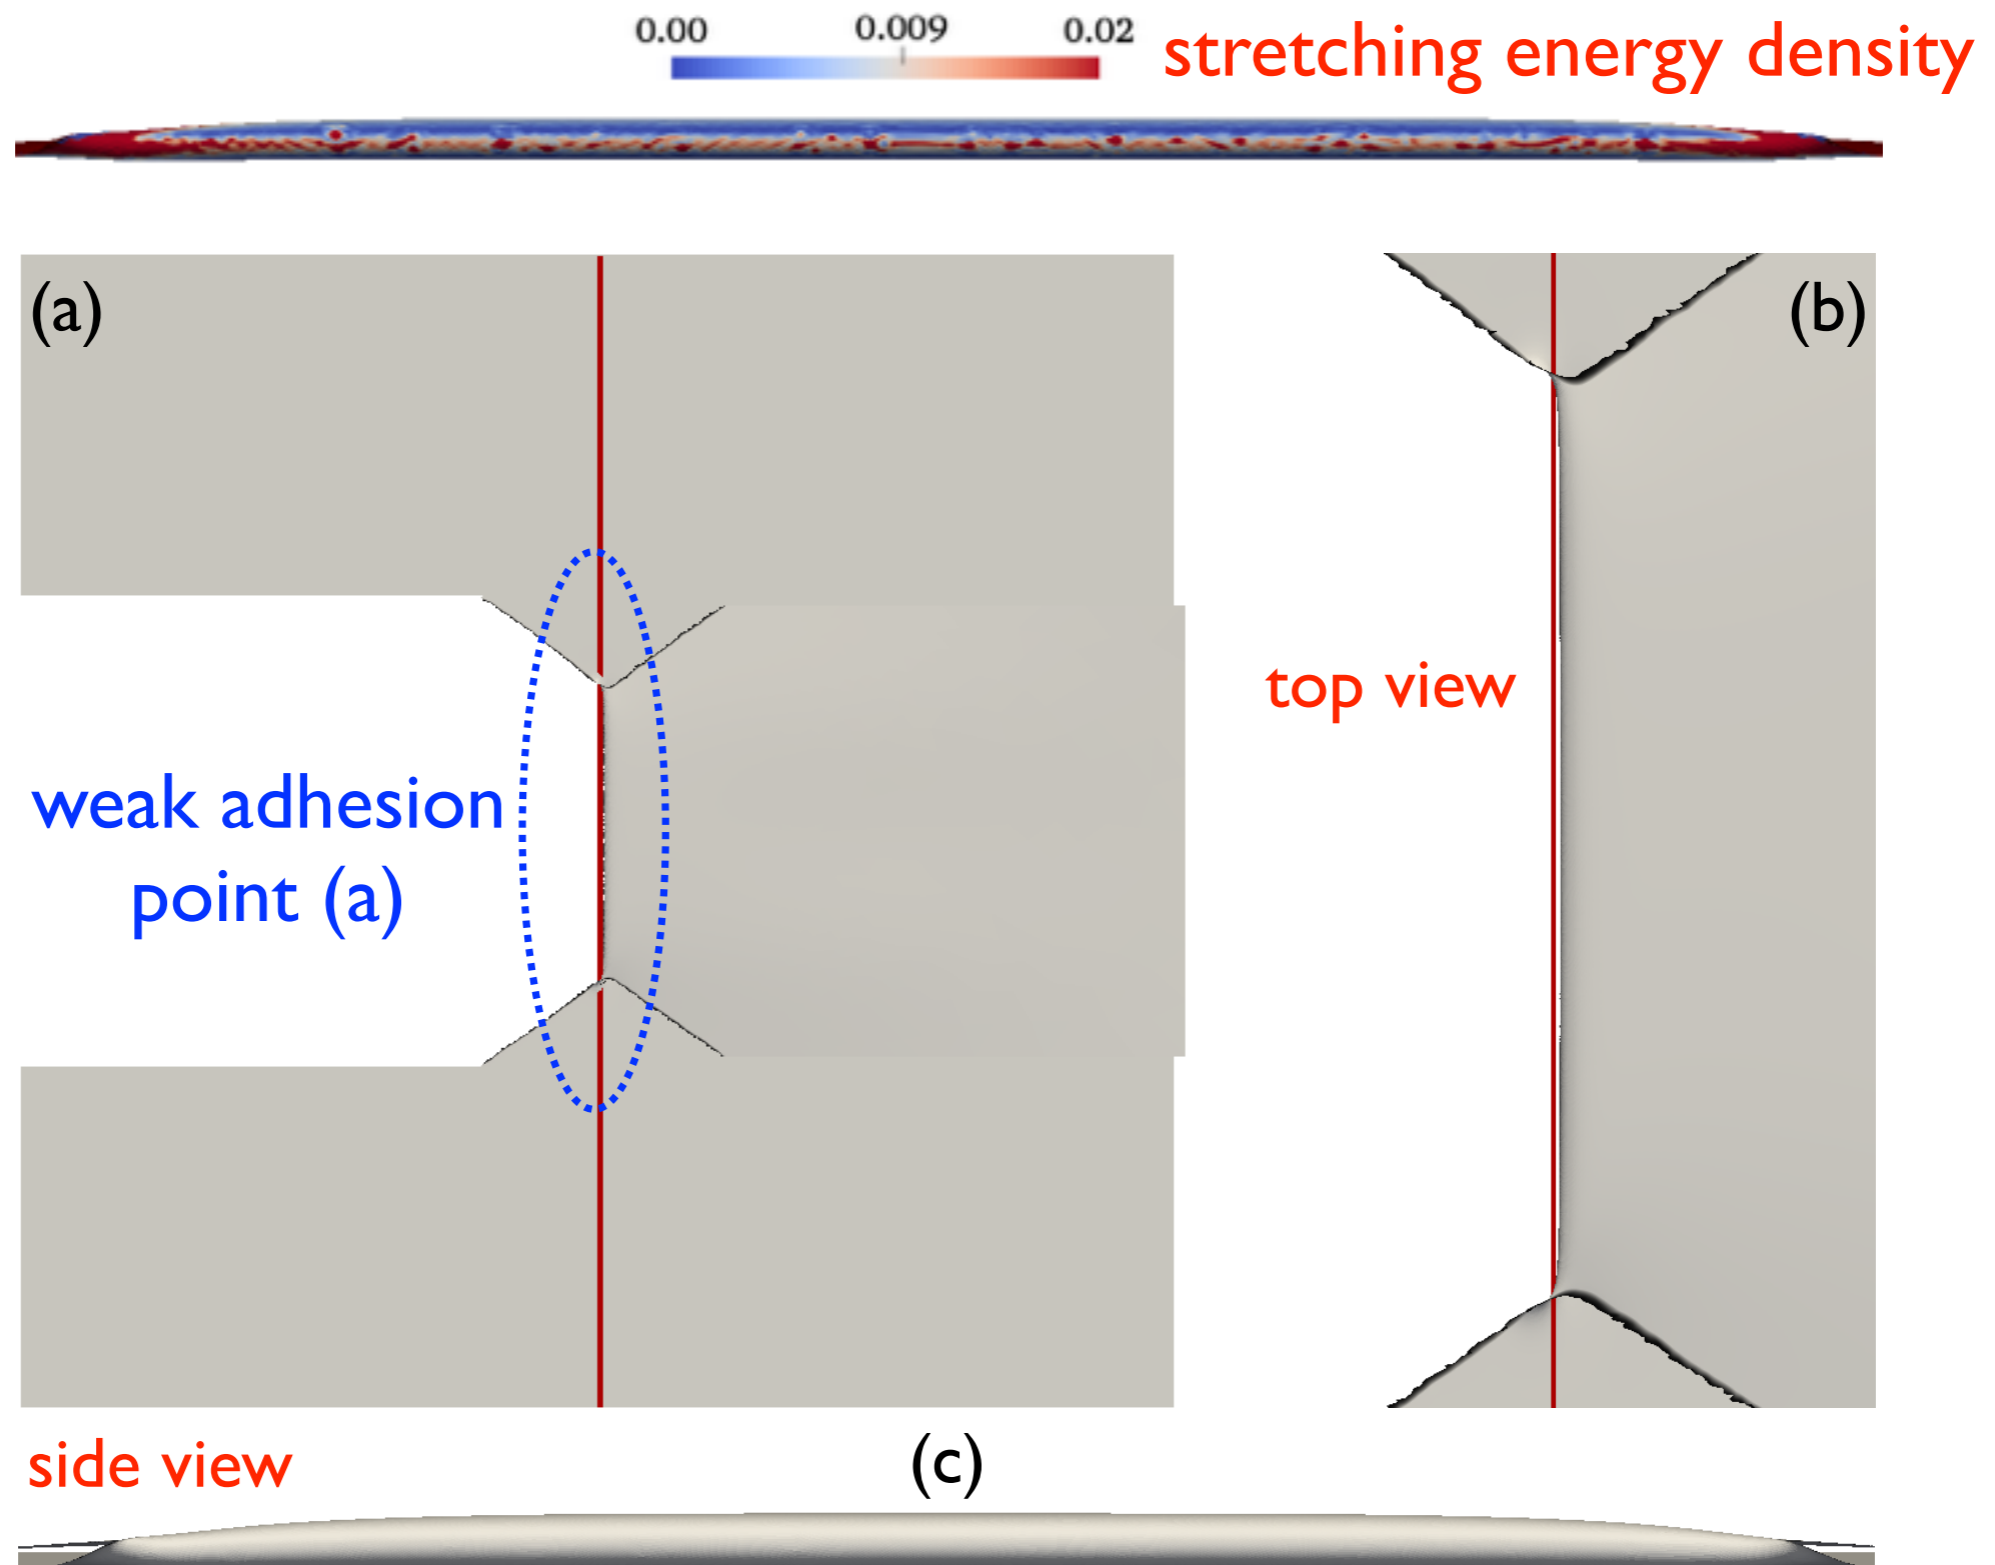 0.00 0.009 0.02 stretching energy density
(a) (b)
top view
weak adhesion
point (a)
side view (c)